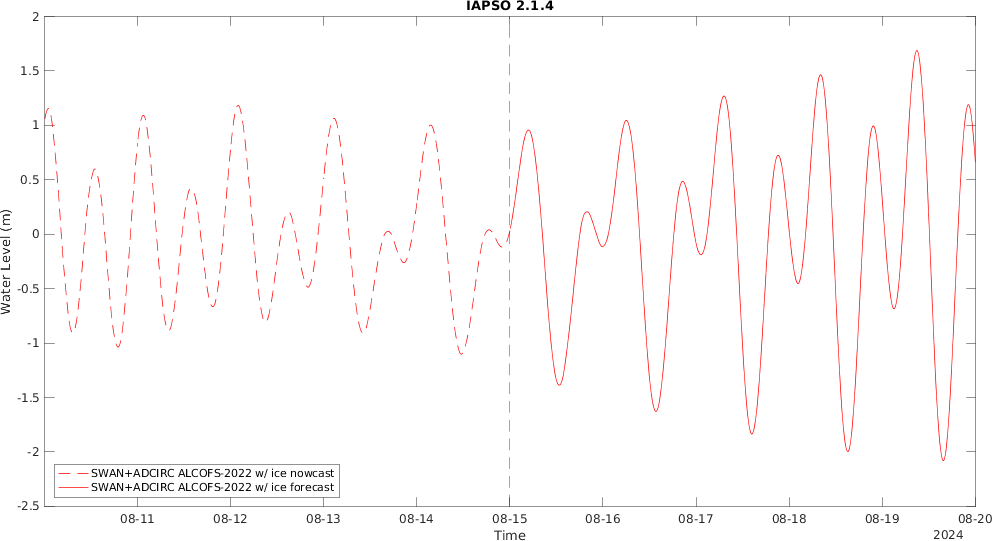 IAPSO 2.1.4
2
1.5
1
0.5
0
-0.5
-1
-1.5
-2
-2.5
Water Level (m)
SWAN+ADCIRC ALCOFS-2022 w/ ice nowcast
SWAN+ADCIRC ALCOFS-2022 w/ ice forecast
08-11 08-12 08-13 08-14 08-15 08-16 08-17 08-18 08-19 08-20
Time
2024